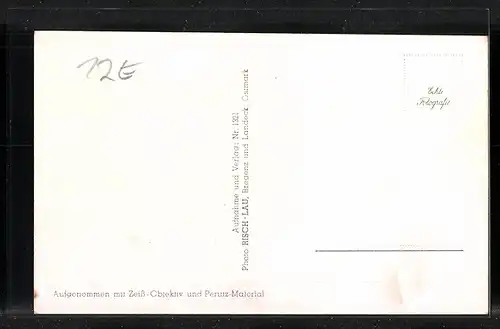 12E
Echte
Fotografie
Aufnahme und Verlag: Nr. 1321
Photo RISCH-LAU, Bregenz und Landeck, Ostmark
Aufgenommen mit Zeiß-Objektiv und Perutz-Material